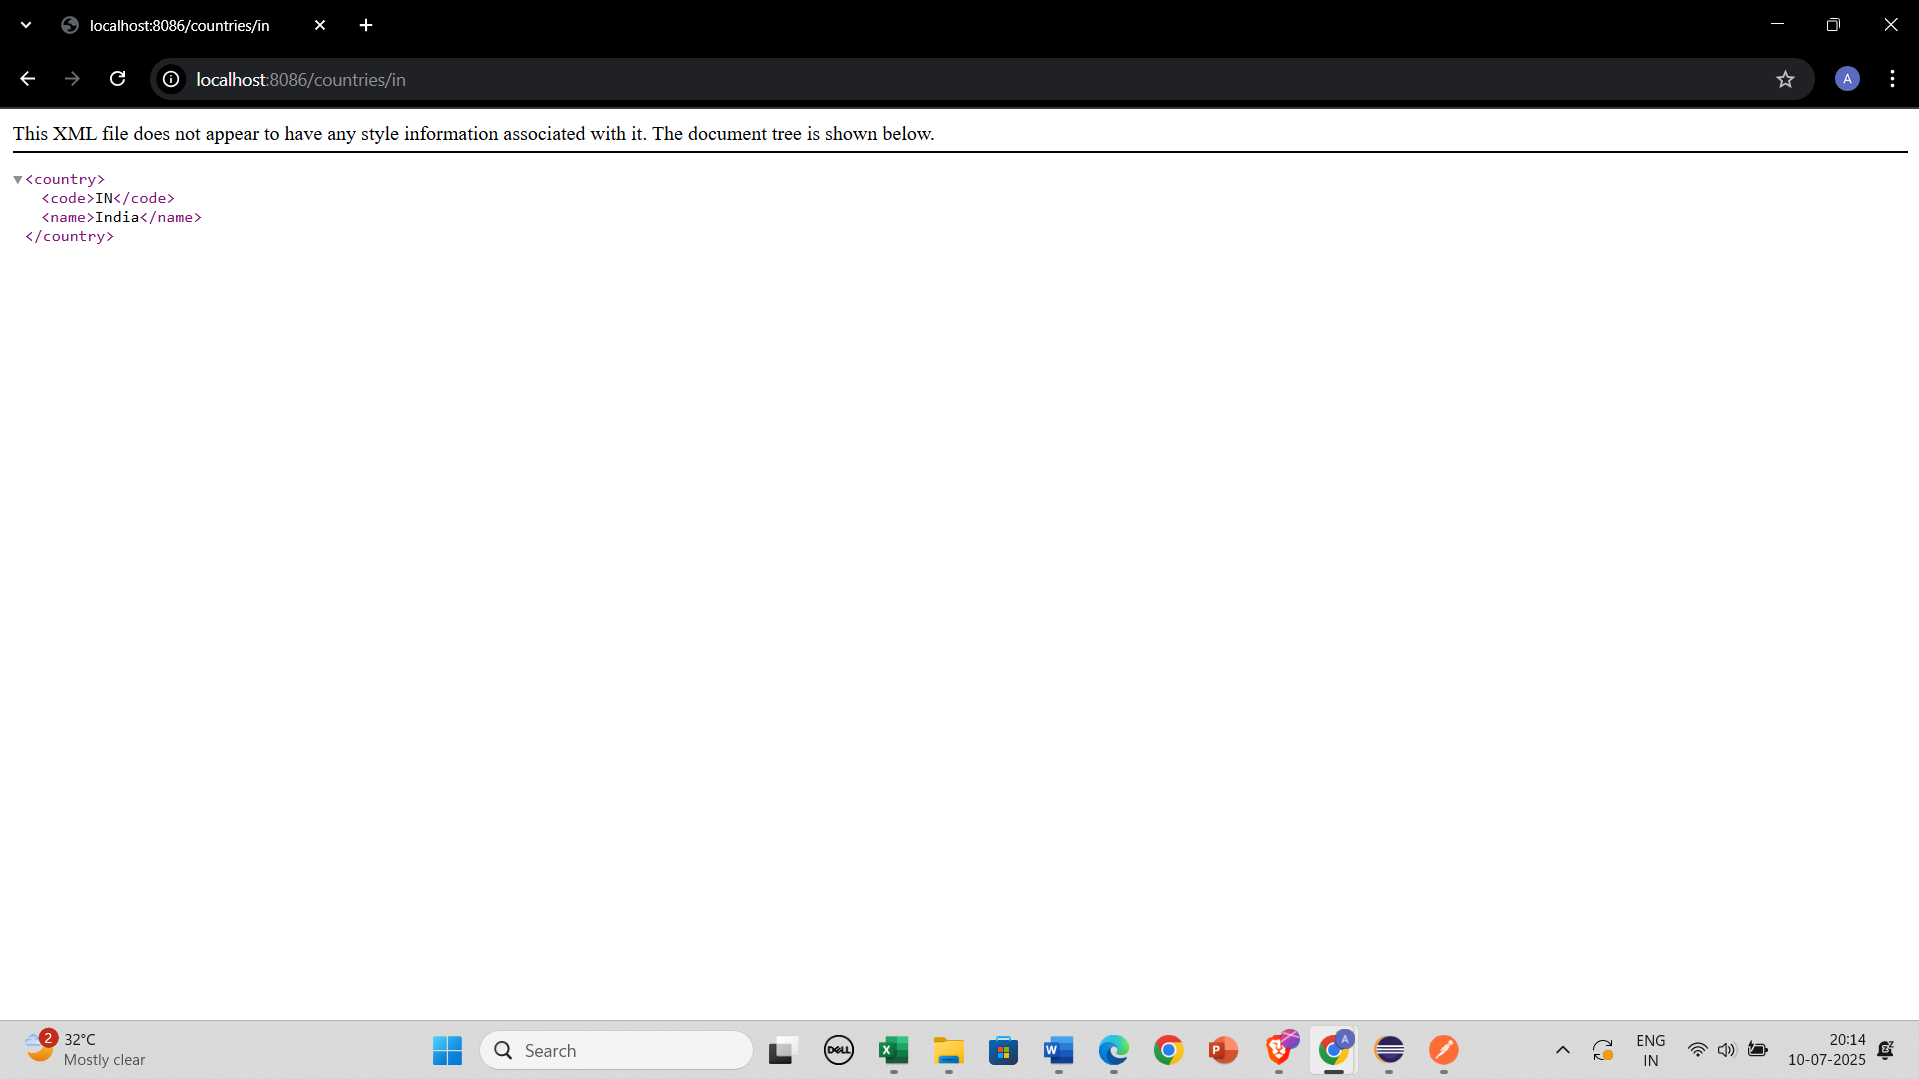 localhost:8086/countries/in
localhost:8086/countries/in
A
This XML file does not appear to have any style information associated with it. The document tree is shown below.
▼<country>
<code>IN</code>
<name>India</name>
</country>
2
32°C
Mostly clear
Search
DELL
X
W
P
A
ENG
IN
20:14
10-07-2025